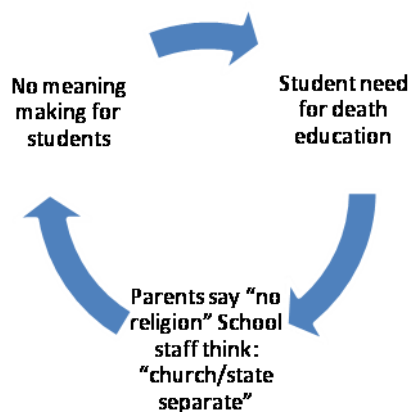 No meaning
making for
students
Student need
for death
education
Parents say “no
religion” School
staff think:
“church/state
separate”